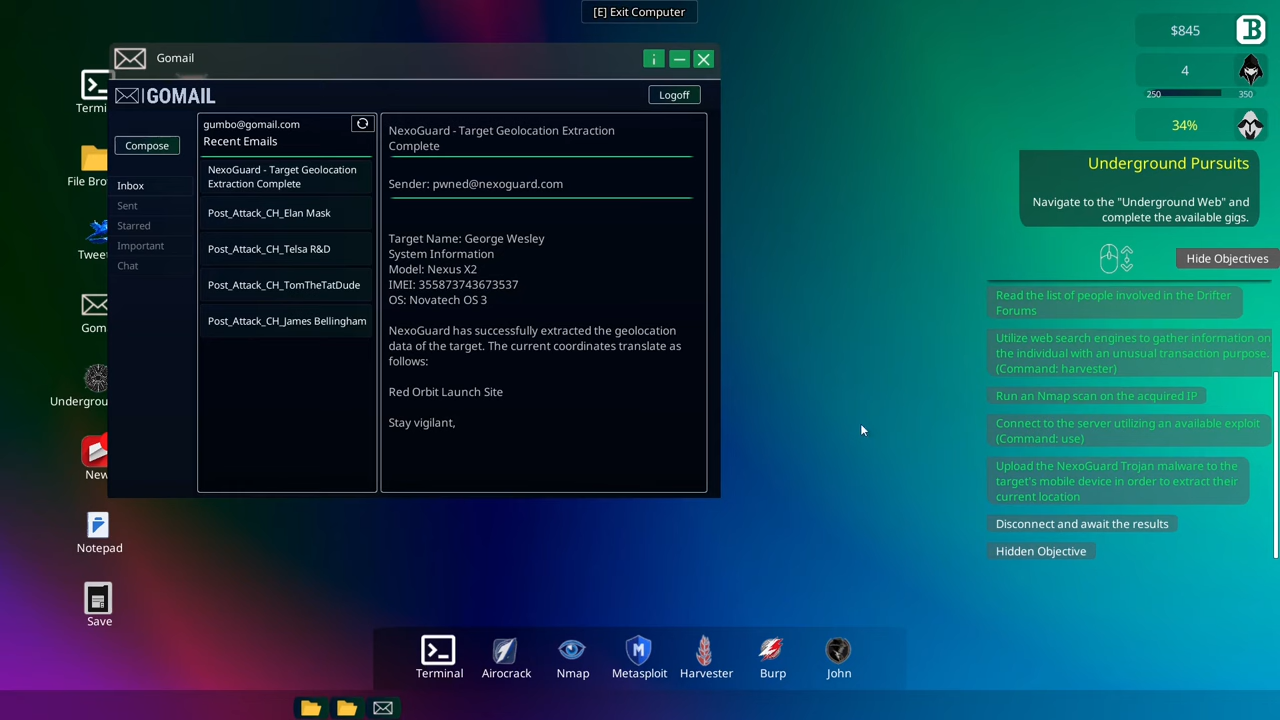 [E] Exit Computer
$845
4
250
350
34%
Underground Pursuits
Navigate to the "Underground Web" and
complete the available gigs.
Hide Objectives
Read the list of people involved in the Drifter
Forums
Utilize web search engines to gather information on
the individual with an unusual transaction purpose.
(Command: harvester)
Run an Nmap scan on the acquired IP
Connect to the server utilizing an available exploit
(Command: use)
Upload the NexoGuard Trojan malware to the
target's mobile device in order to extract their
current location
Disconnect and await the results
Hidden Objective
Termi
File Bro
Twee
Gom
Undergrou
New
Notepad
Save
Gomail
i
GOMAIL
Logoff
Compose
Inbox
Sent
Starred
Important
Chat
gumbo@gomail.com
Recent Emails
NexoGuard - Target Geolocation
Extraction Complete
Post_Attack_CH_Elan Mask
Post_Attack_CH_Telsa R&D
Post_Attack_CH_TomTheTatDude
Post_Attack_CH_James Bellingham
NexoGuard - Target Geolocation Extraction
Complete
Sender: pwned@nexoguard.com
Target Name: George Wesley
System Information
Model: Nexus X2
IMEI: 355873743673537
OS: Novatech OS 3
NexoGuard has successfully extracted the geolocation
data of the target. The current coordinates translate as
follows:
Red Orbit Launch Site
Stay vigilant,
Terminal
Airocrack
Nmap
Metasploit
Harvester
Burp
John